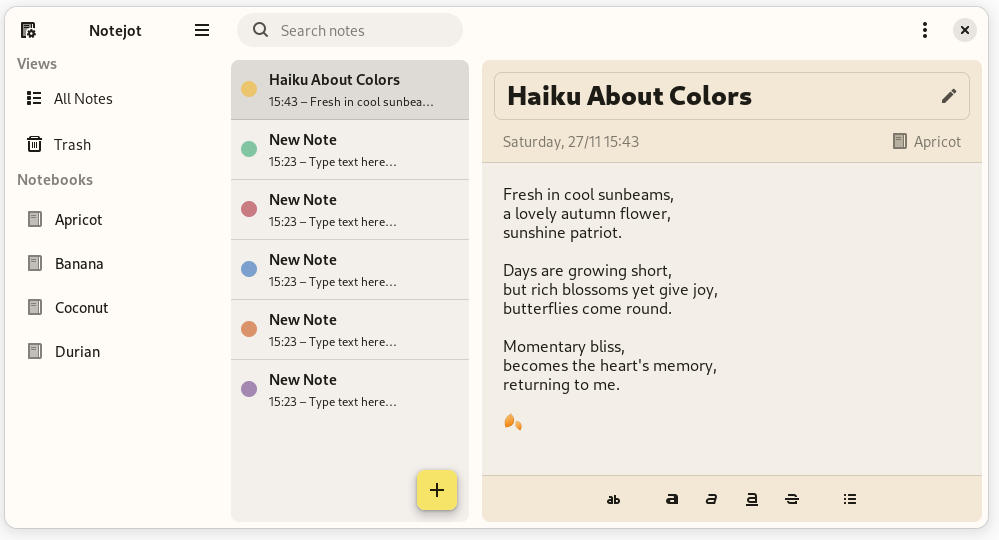 Notejot
Search notes
Views
All Notes
Trash
Notebooks
Apricot
Banana
Coconut
Durian
Haiku About Colors
15:43 – Fresh in cool sunbea…
New Note
15:23 – Type text here…
New Note
15:23 – Type text here…
New Note
15:23 – Type text here…
New Note
15:23 – Type text here…
New Note
15:23 – Type text here…
Haiku About Colors
Saturday, 27/11 15:43
Apricot
Fresh in cool sunbeams,
a lovely autumn flower,
sunshine patriot.
Days are growing short,
but rich blossoms yet give joy,
butterflies come round.
Momentary bliss,
becomes the heart's memory,
returning to me.
ab a a a S